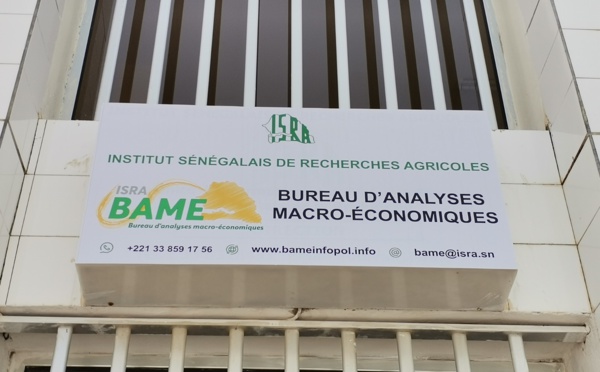 ISRA
INSTITUT SÉNÉGALAIS DE RECHERCHES AGRICOLES
ISRA
BAME
Bureau d'analyses macro-économiques
BUREAU D'ANALYSES
MACRO-ÉCONOMIQUES
+221 33 859 17 56 www.bameinfopol.info bame@isra.sn